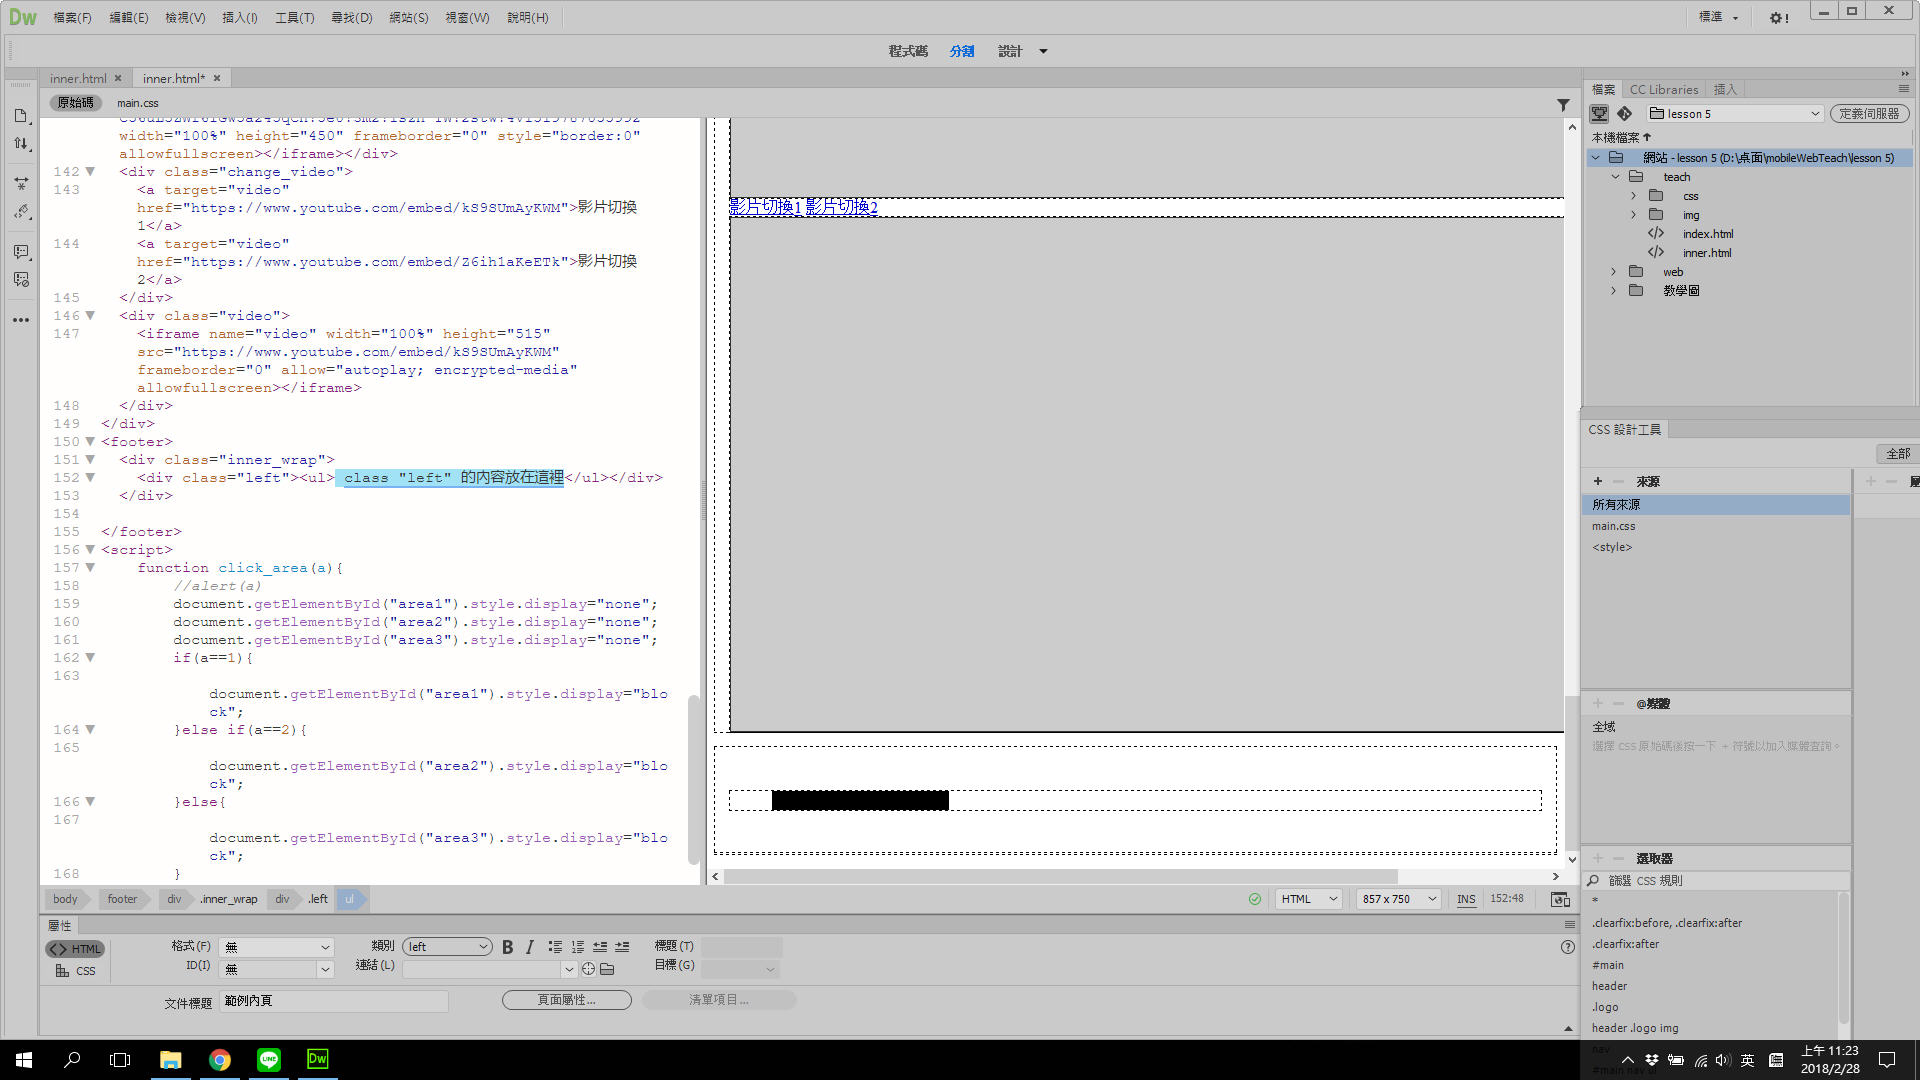 Dw 檔案(F) 編輯(E) 檢視(V) 插入(I) 工具(T) 尋找(D) 網站(S) 視窗(W) 說明(H) 標準
程式碼 分割 設計
inner.html × inner.html* ×
原始碼 main.css
width="100%" height="450" frameborder="0" style="border:0"
allowfullscreen></iframe></div>
142 <div class="change_video">
143 <a target="video"
href="https://www.youtube.com/embed/kS9SUmAyKWM">影片切換
1</a>
144 <a target="video"
href="https://www.youtube.com/embed/Z6ih1aKeETk">影片切換
2</a>
145 </div>
146 <div class="video">
147 <iframe name="video" width="100%" height="515"
src="https://www.youtube.com/embed/kS9SUmAyKWM"
frameborder="0" allow="autoplay; encrypted-media"
allowfullscreen></iframe>
148 </div>
149 </div>
150 <footer>
151 <div class="inner_wrap">
152 <div class="left"><ul> class "left" 的內容放在這裡</ul></div>
153 </div>
154
155 </footer>
156 <script>
157 function click_area(a){
158 //alert(a)
159 document.getElementById("area1").style.display="none";
160 document.getElementById("area2").style.display="none";
161 document.getElementById("area3").style.display="none";
162 if(a==1){
163
document.getElementById("area1").style.display="blo
ck";
164 }else if(a==2){
165
document.getElementById("area2").style.display="blo
ck";
166 }else{
167
document.getElementById("area3").style.display="blo
ck";
168 }
影片切換1 影片切換2
body footer div .inner_wrap div .left ul
HTML 857 x 750 INS 152:48
屬性
HTML 格式(F) 無 類別 left B I 標題(T)
CSS ID(I) 無 連結(L) 目標(G)
文件標題 範例內頁 頁面屬性... 清單項目...
檔案 CC Libraries 插入
lesson 5 定義伺服器
本機檔案
網站 - lesson 5 (D:\桌面\mobileWebTeach\lesson 5)
teach
css
img
index.html
inner.html
web
教學圖
CSS 設計工具
全部
+ − 來源
所有來源
main.css
<style>
+ − @媒體
全域
選擇 CSS 原始碼後按一下 + 符號以加入媒體查詢。
+ − 選取器
篩選 CSS 規則
*
.clearfix:before, .clearfix:after
.clearfix:after
#main
header
.logo
header .logo img
nav
#main nav ul
英
上午 11:23
2018/2/28